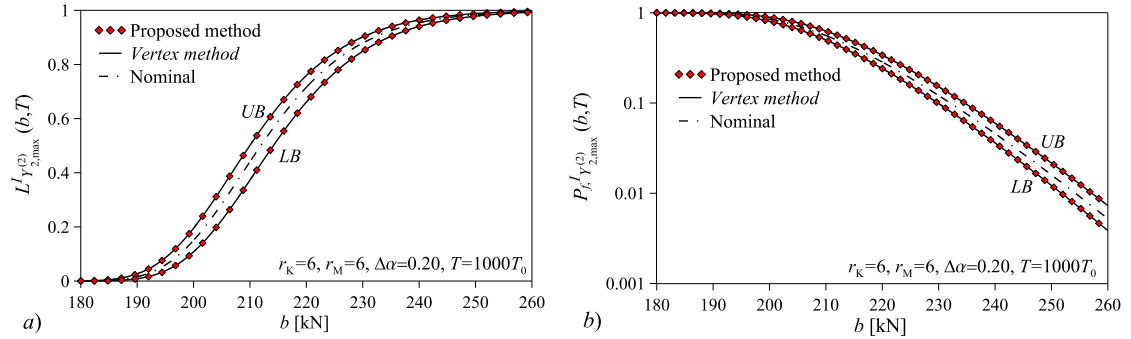 1
0.8
0.6
0.4
0.2
0
L^I_{Y^{(2)}_{2,max}} (b,T)
Proposed method
Vertex method
Nominal
UB
LB
r_K=6, r_M=6, Δα=0.20, T=1000T_0
180 190 200 210 220 230 240 250 260
b [kN]
a)
1
0.1
0.01
0.001
P_{f,}^I_{Y^{(2)}_{2,max}} (b,T)
Proposed method
Vertex method
Nominal
UB
LB
r_K=6, r_M=6, Δα=0.20, T=1000T_0
180 190 200 210 220 230 240 250 260
b [kN]
b)